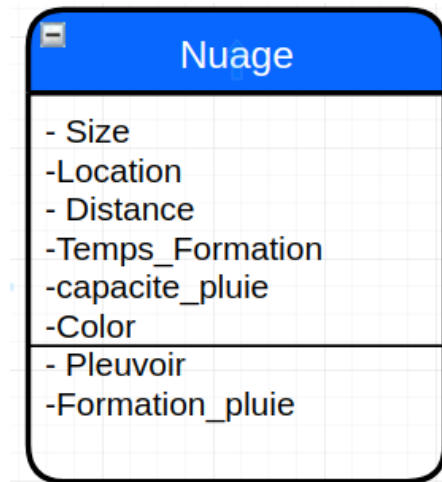 Nuage
- Size
-Location
- Distance
-Temps_Formation
-capacite_pluie
-Color
- Pleuvoir
-Formation_pluie